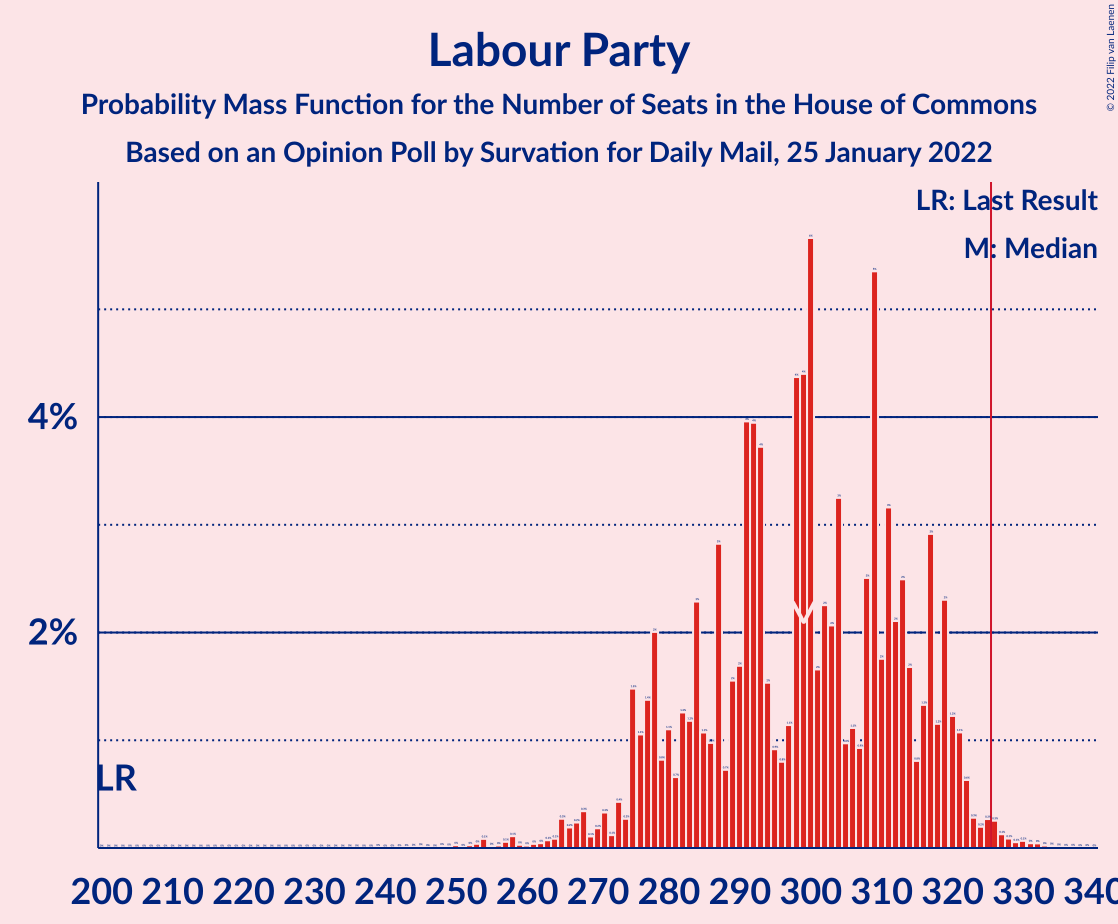 Labour Party
Probability Mass Function for the Number of Seats in the House of Commons
Based on an Opinion Poll by Survation for Daily Mail, 25 January 2022
© 2022 Filip van Laenen
LR: Last Result
M: Median
4%
2%
M
LR
200 210 220 230 240 250 260 270 280 290 300 310 320 330 340